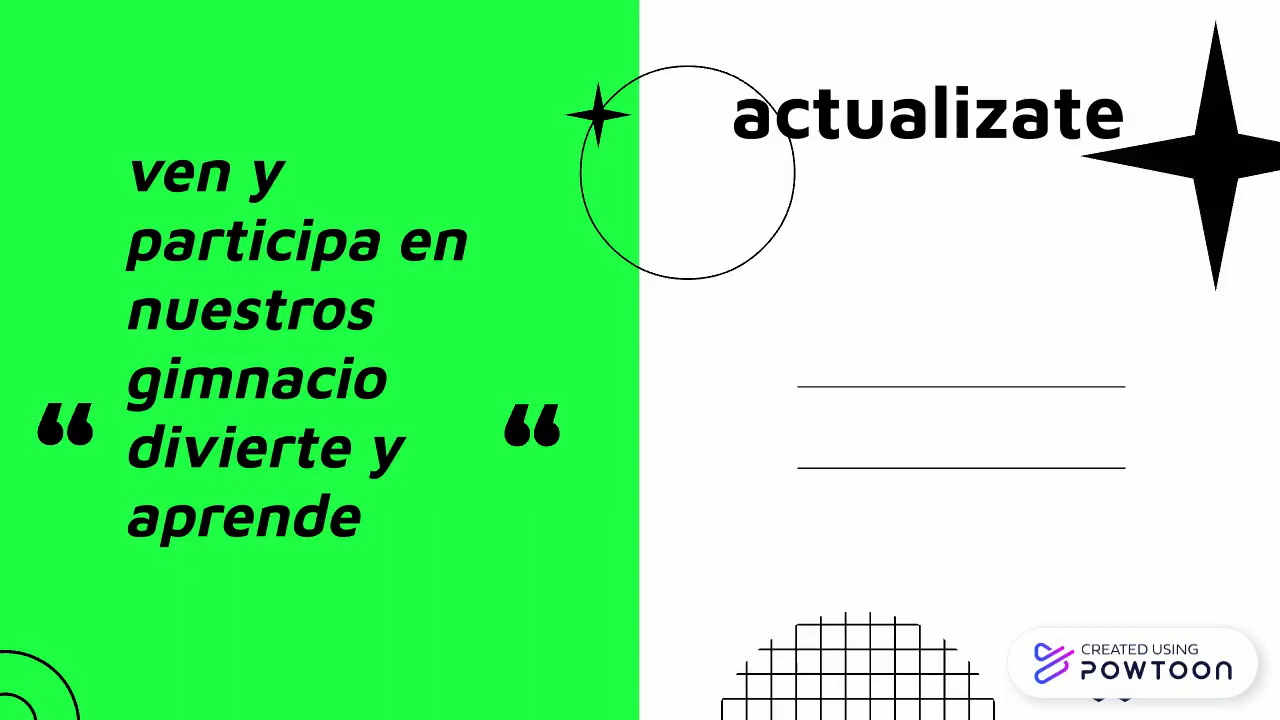 ven y
participa en
nuestros
gimnacio
divierte y
aprende
“
“
actualizate
CREATED USING
POWTOON